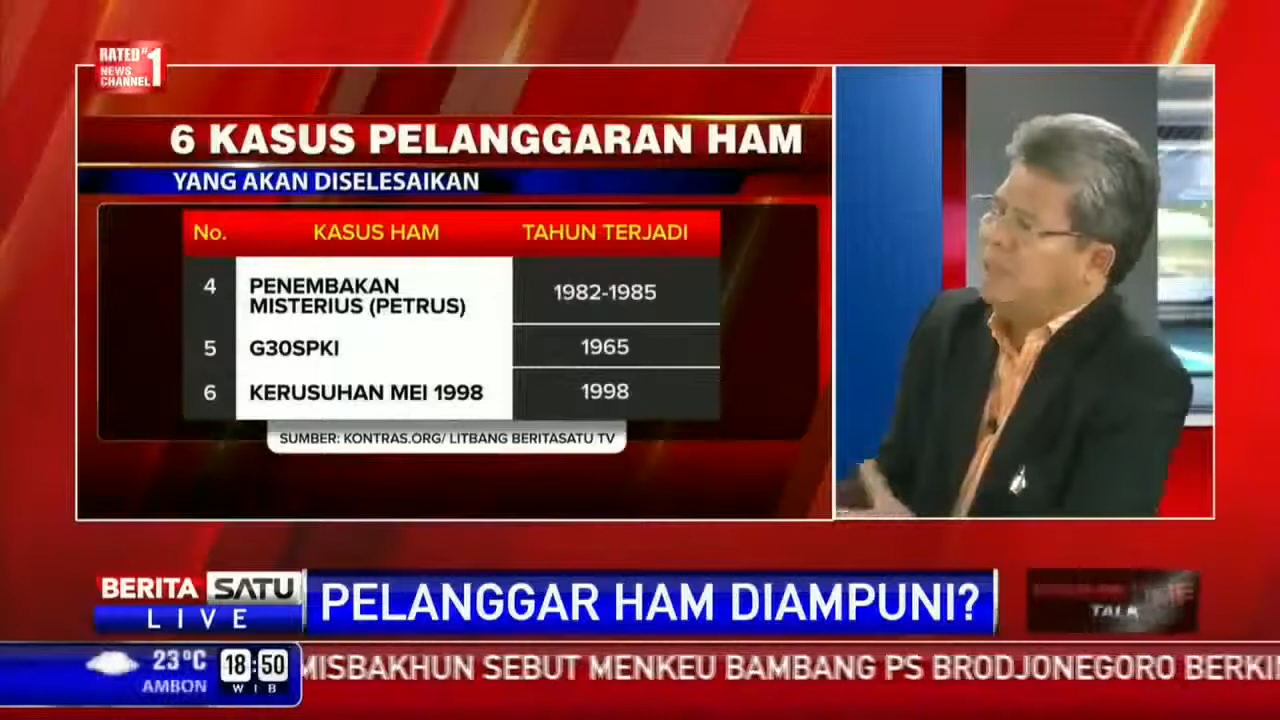 RATED #1
NEWS
CHANNEL
6 KASUS PELANGGARAN HAM
YANG AKAN DISELESAIKAN
No. KASUS HAM TAHUN TERJADI
4 PENEMBAKAN MISTERIUS (PETRUS) 1982-1985
5 G30SPKI 1965
6 KERUSUHAN MEI 1998 1998
SUMBER: KONTRAS.ORG/ LITBANG BERITASATU TV
BERITA SATU
LIVE
PELANGGAR HAM DIAMPUNI?
TALK
23°C
AMBON
18:50
WIB
MISBAKHUN SEBUT MENKEU BAMBANG PS BRODJONEGORO